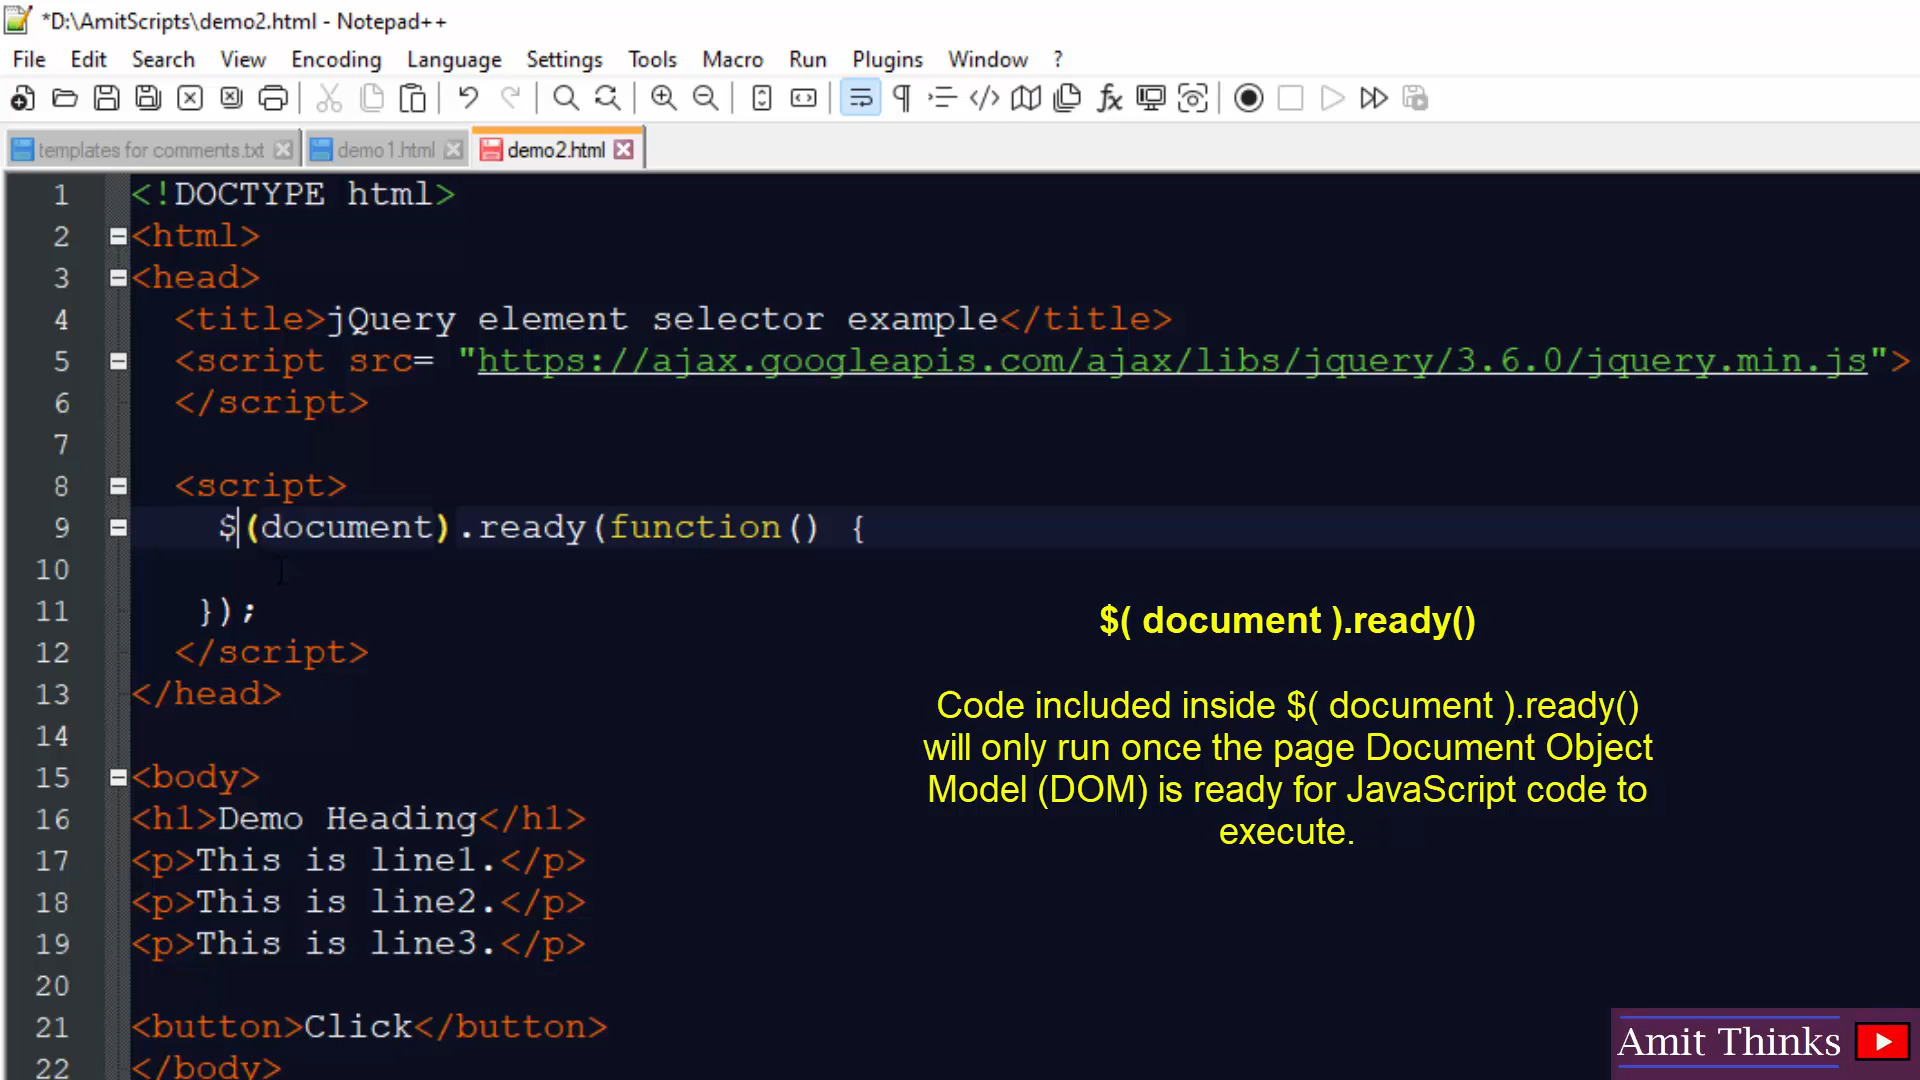 *D:\AmitScripts\demo2.html - Notepad++
File Edit Search View Encoding Language Settings Tools Macro Run Plugins Window ?
templates for comments.txt demo1.html demo2.html
1 <!DOCTYPE html>
2 <html>
3 <head>
4 <title>jQuery element selector example</title>
5 <script src= "https://ajax.googleapis.com/ajax/libs/jquery/3.6.0/jquery.min.js">
6 </script>
7
8 <script>
9 $(document).ready(function() {
10
11 });
12 </script>
13 </head>
14
15 <body>
16 <h1>Demo Heading</h1>
17 <p>This is line1.</p>
18 <p>This is line2.</p>
19 <p>This is line3.</p>
20
21 <button>Click</button>
22 </body>
$( document ).ready()
Code included inside $( document ).ready()
will only run once the page Document Object
Model (DOM) is ready for JavaScript code to
execute.
Amit Thinks